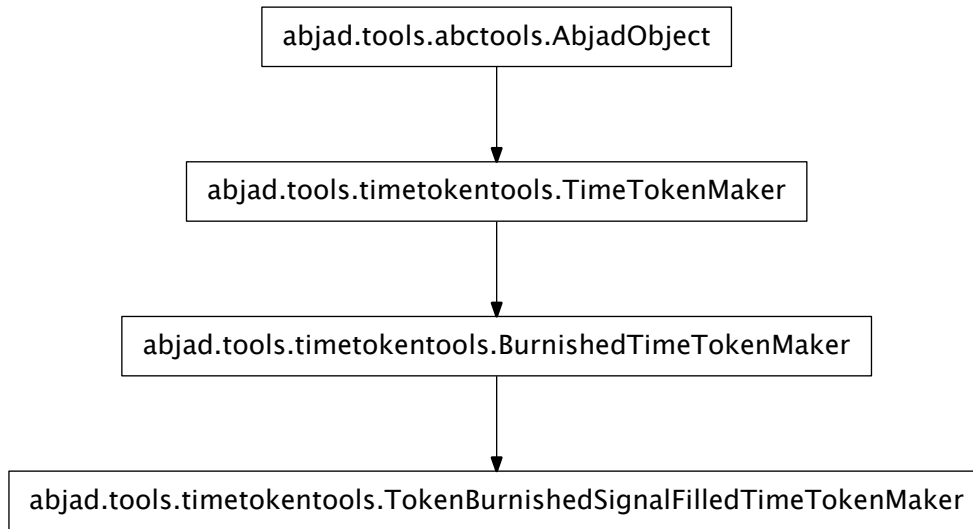 abjad.tools.abctools.AbjadObject
abjad.tools.timetokentools.TimeTokenMaker
abjad.tools.timetokentools.BurnishedTimeTokenMaker
abjad.tools.timetokentools.TokenBurnishedSignalFilledTimeTokenMaker